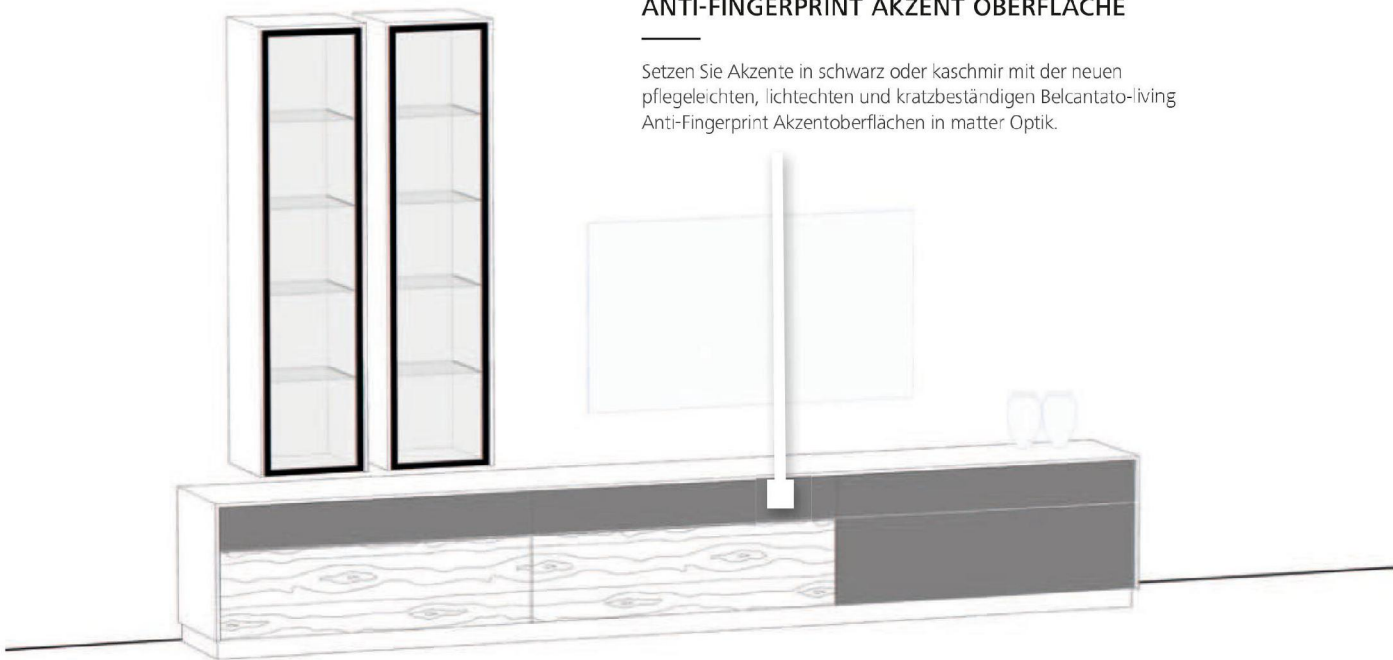 ANTI-FINGERPRINT AKZENT OBERFLÄCHE
Setzen Sie Akzente in schwarz oder kaschmir mit der neuen
pflegeleichten, lichtechten und kratzbeständigen Belcantato-living
Anti-Fingerprint Akzentoberflächen in matter Optik.